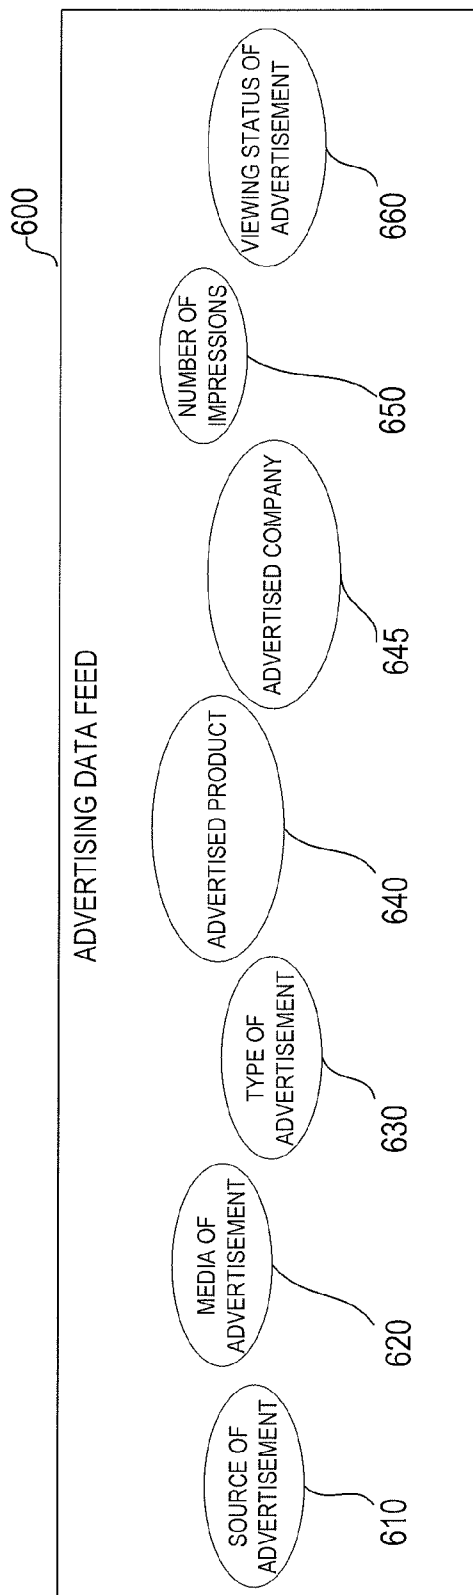 600
ADVERTISING DATA FEED
SOURCE OF
ADVERTISEMENT
610
MEDIA OF
ADVERTISEMENT
620
TYPE OF
ADVERTISEMENT
630
ADVERTISED PRODUCT
640
ADVERTISED COMPANY
645
NUMBER OF
IMPRESSIONS
650
VIEWING STATUS OF
ADVERTISEMENT
660